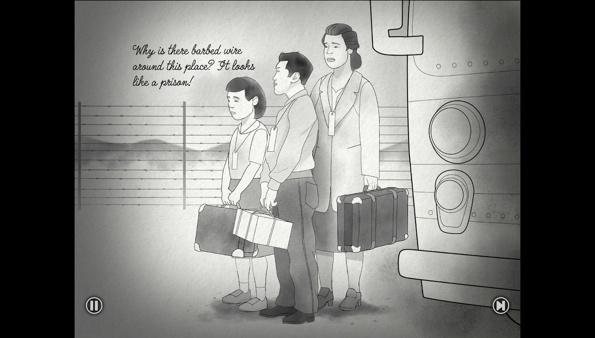 Why is there barbed wire
around this place? It looks
like a prison!